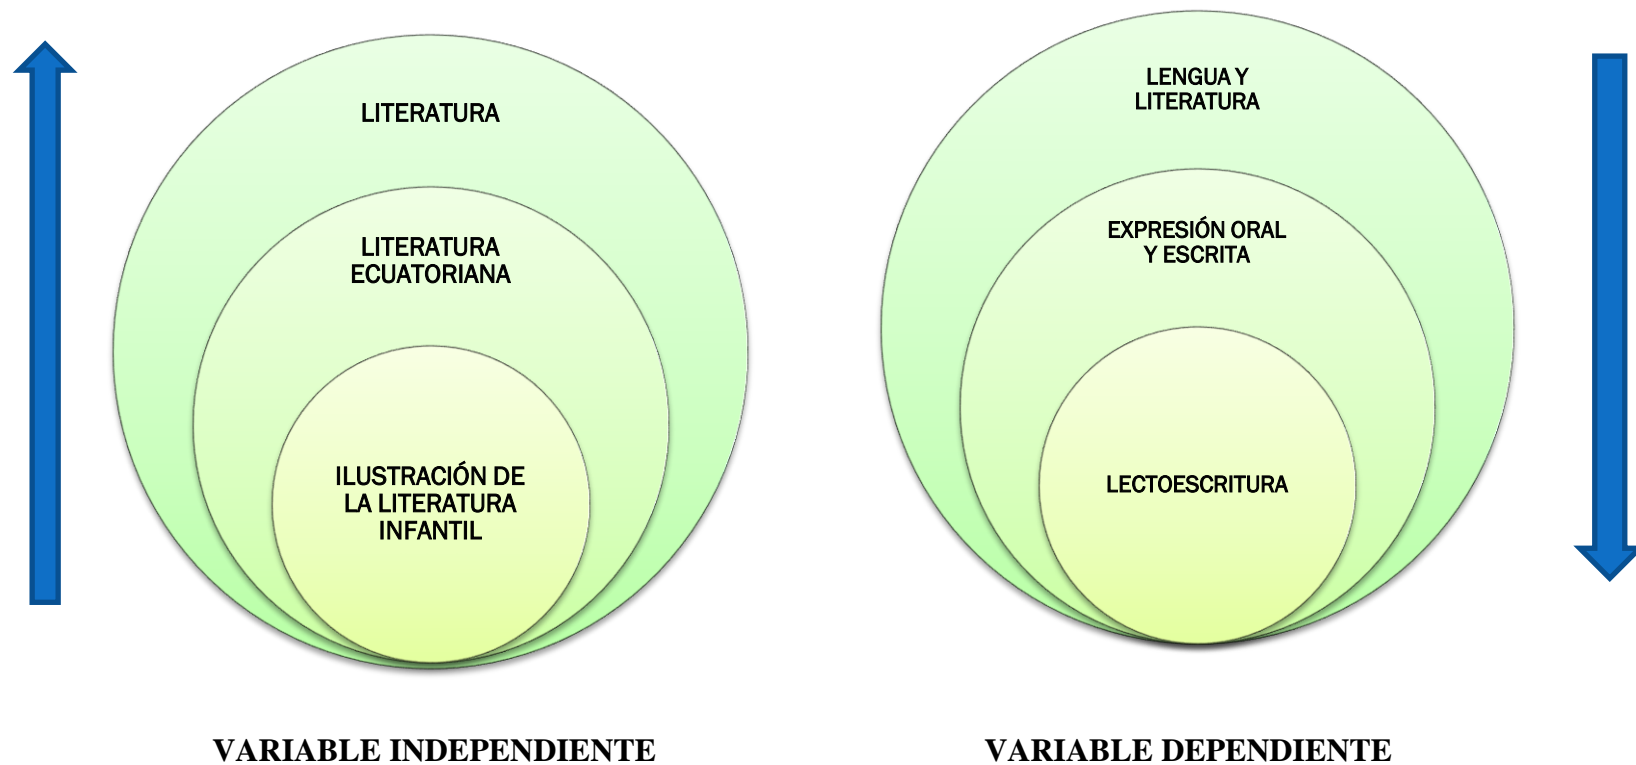 LITERATURA
LITERATURA
ECUATORIANA
ILUSTRACIÓN DE
LA LITERATURA
INFANTIL
VARIABLE INDEPENDIENTE
LENGUA Y
LITERATURA
EXPRESIÓN ORAL
Y ESCRITA
LECTOESCRITURA
VARIABLE DEPENDIENTE